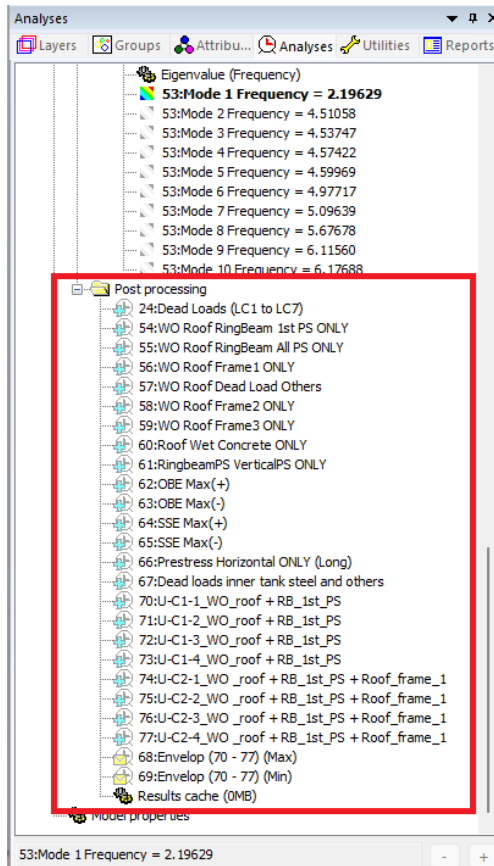 Analyses
Layers Groups Attribu... Analyses Utilities Reports
Eigenvalue (Frequency)
53:Mode 1 Frequency = 2.19629
53:Mode 2 Frequency = 4.51058
53:Mode 3 Frequency = 4.53747
53:Mode 4 Frequency = 4.57422
53:Mode 5 Frequency = 4.59969
53:Mode 6 Frequency = 4.97717
53:Mode 7 Frequency = 5.09639
53:Mode 8 Frequency = 5.67678
53:Mode 9 Frequency = 6.11560
53:Mode 10 Frequency = 6.17688
Post processing
24:Dead Loads (LC1 to LC7)
54:WO Roof RingBeam 1st PS ONLY
55:WO Roof RingBeam All PS ONLY
56:WO Roof Frame1 ONLY
57:WO Roof Dead Load Others
58:WO Roof Frame2 ONLY
59:WO Roof Frame3 ONLY
60:Roof Wet Concrete ONLY
61:RingbeamPS VerticalPS ONLY
62:OBE Max(+)
63:OBE Max(-)
64:SSE Max(+)
65:SSE Max(-)
66:Prestress Horizontal ONLY (Long)
67:Dead loads inner tank steel and others
70:U-C1-1_WO_roof + RB_1st_PS
71:U-C1-2_WO_roof + RB_1st_PS
72:U-C1-3_WO_roof + RB_1st_PS
73:U-C1-4_WO_roof + RB_1st_PS
74:U-C2-1_WO _roof + RB_1st_PS + Roof_frame_1
75:U-C2-2_WO _roof + RB_1st_PS + Roof_frame_1
76:U-C2-3_WO _roof + RB_1st_PS + Roof_frame_1
77:U-C2-4_WO _roof + RB_1st_PS + Roof_frame_1
68:Envelop (70 - 77) (Max)
69:Envelop (70 - 77) (Min)
Results cache (0MB)
Model properties
53:Mode 1 Frequency = 2.19629